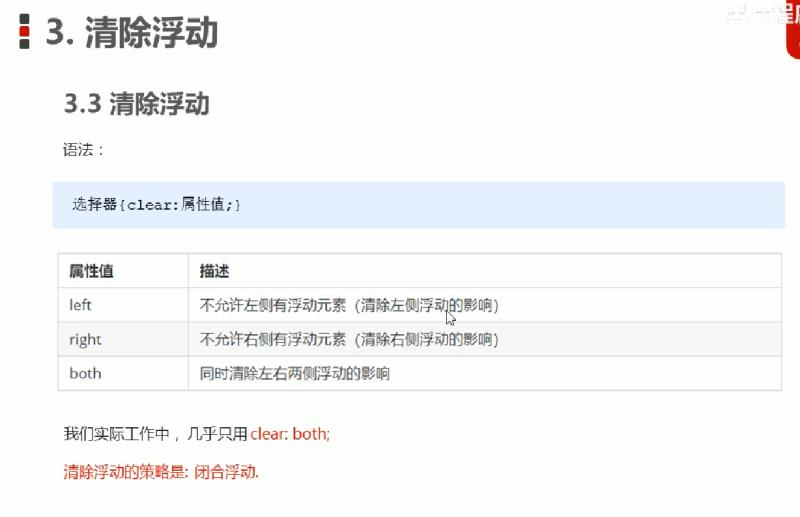 3. 清除浮动
3.3 清除浮动
语法：
选择器{clear:属性值;}
属性值 描述
left 不允许左侧有浮动元素（清除左侧浮动的影响）
right 不允许右侧有浮动元素（清除右侧浮动的影响）
both 同时清除左右两侧浮动的影响
我们实际工作中，几乎只用 clear: both;
清除浮动的策略是: 闭合浮动.